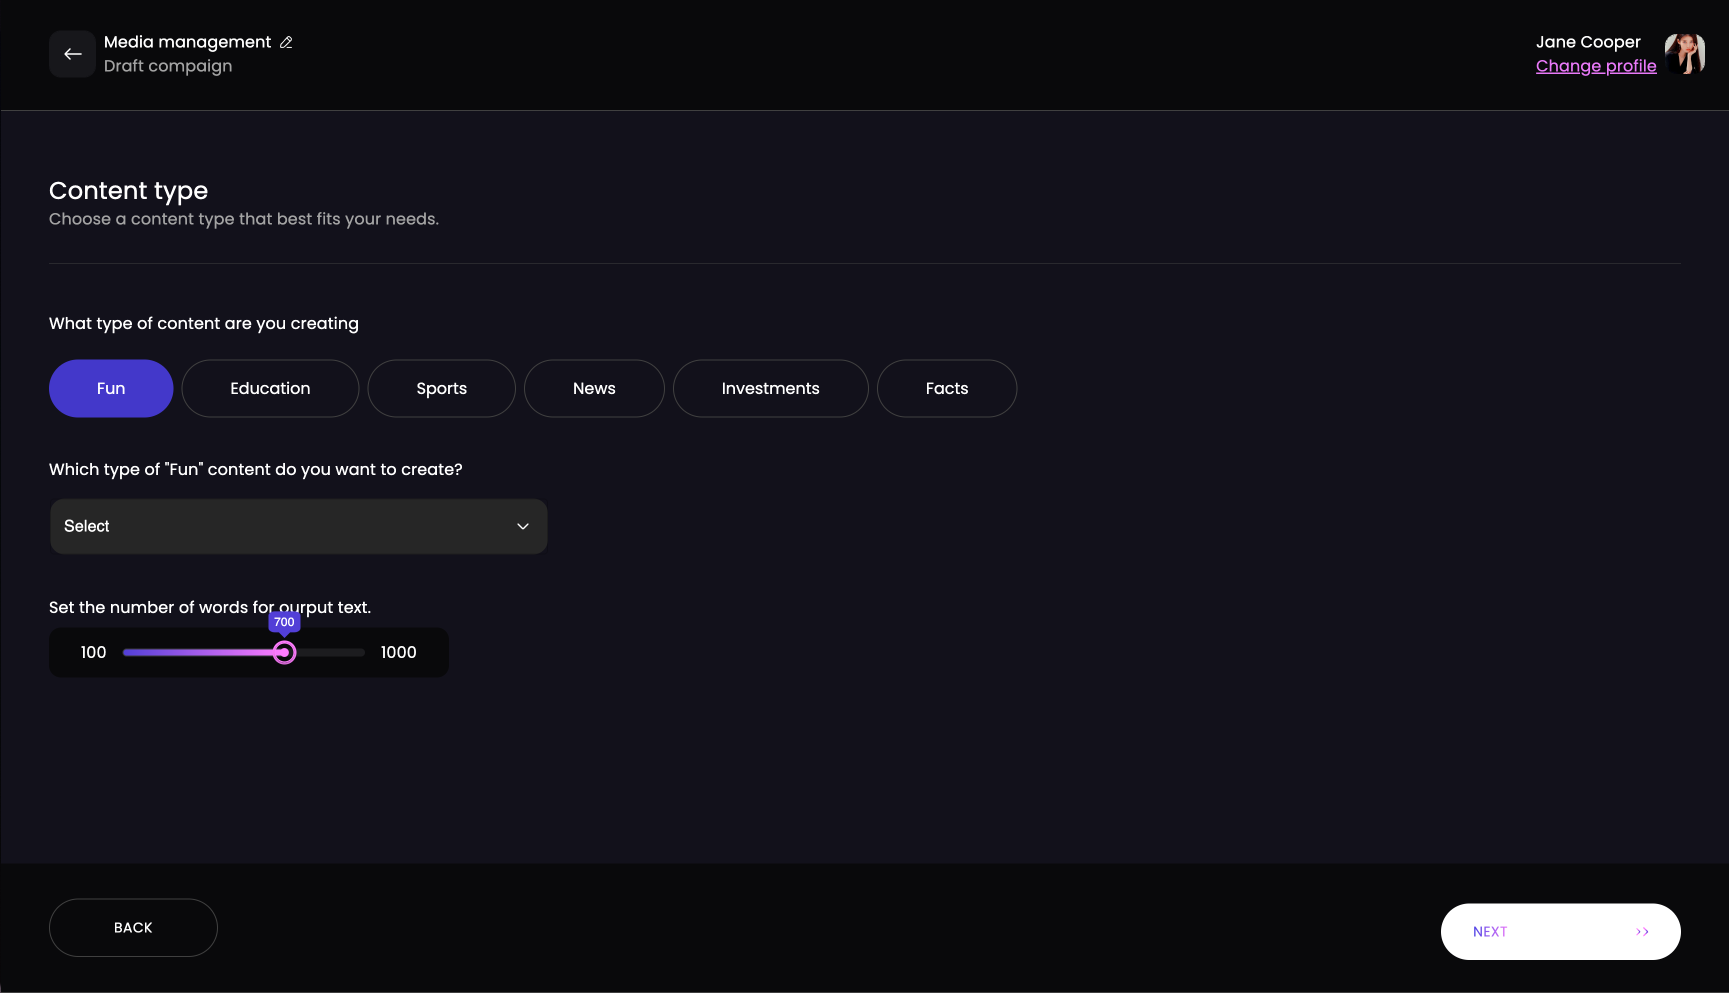 Media management
Draft compaign
Jane Cooper
Change profile
Content type
Choose a content type that best fits your needs.
What type of content are you creating
Fun
Education
Sports
News
Investments
Facts
Which type of "Fun" content do you want to create?
Select
Set the number of words for ourput text.
700
100
1000
BACK
NEXT